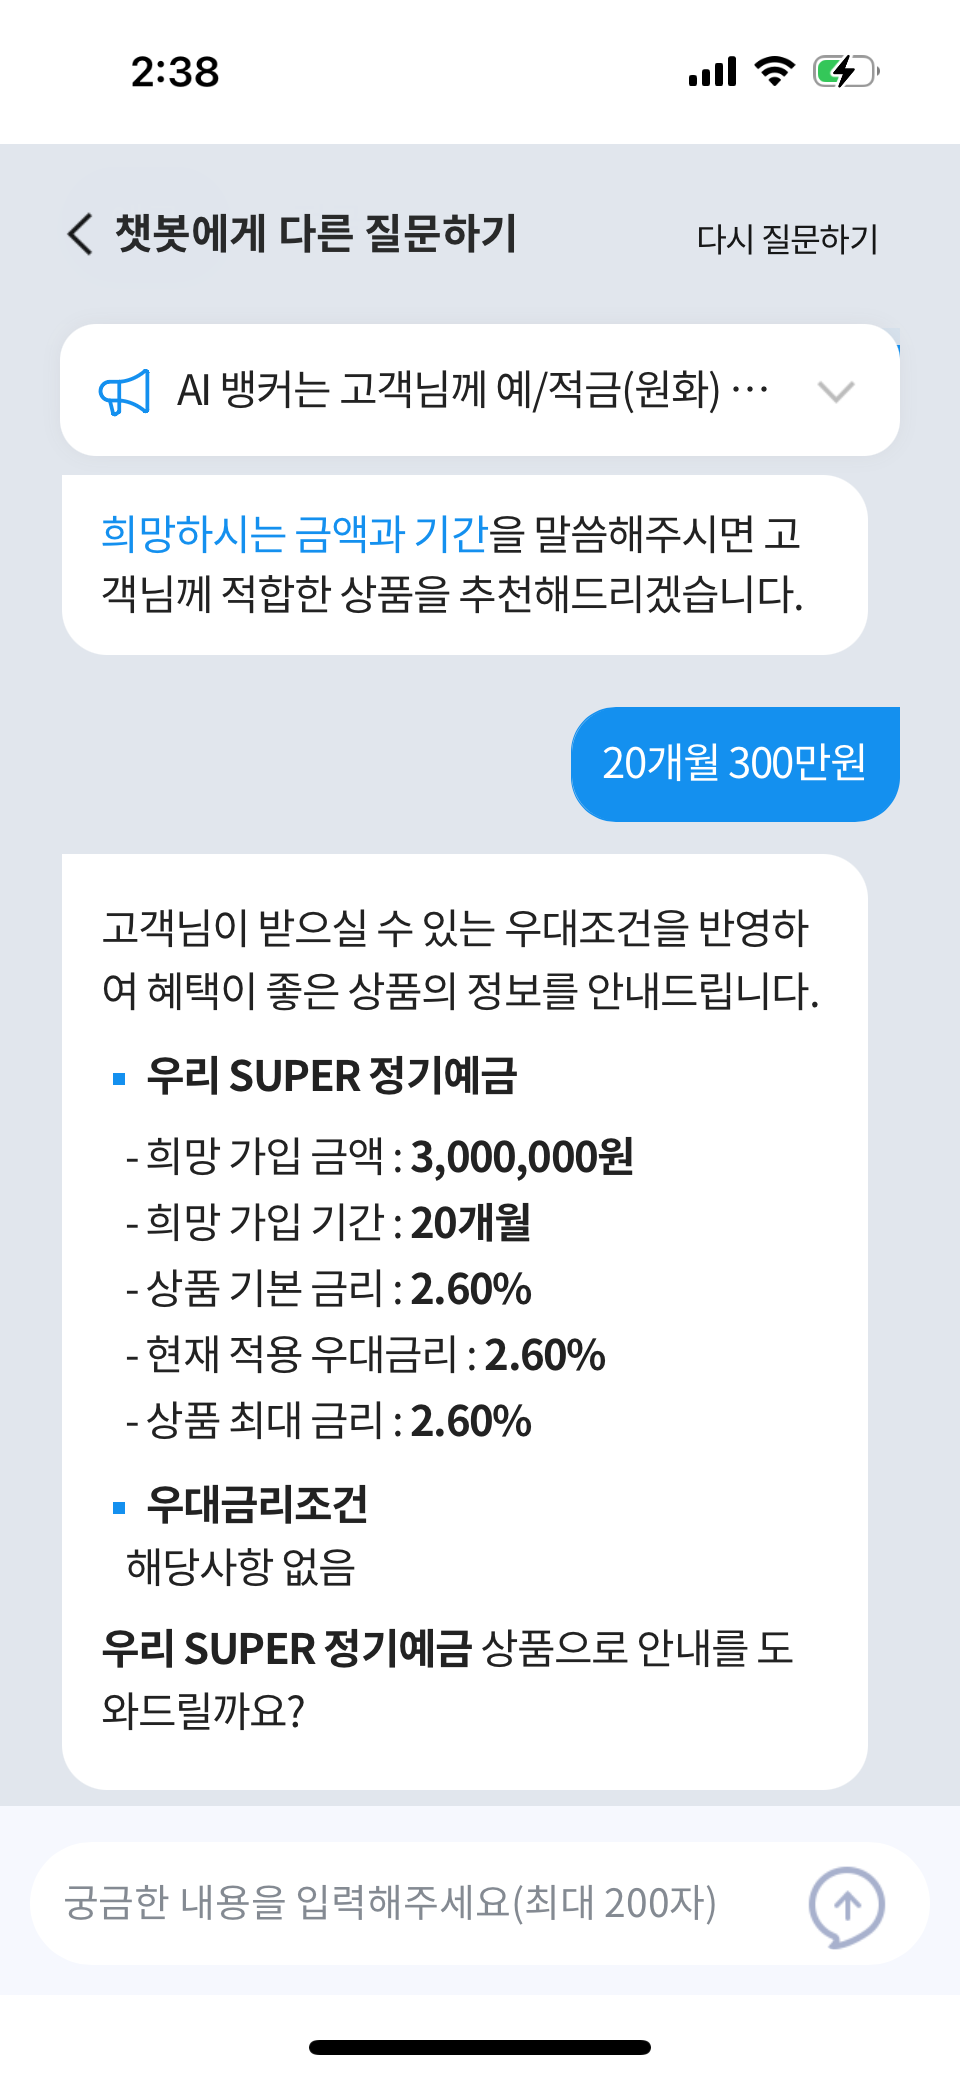 2:38
챗봇에게 다른 질문하기
다시 질문하기
AI 뱅커는 고객님께 예/적금(원화) ···
희망하시는 금액과 기간을 말씀해주시면 고
객님께 적합한 상품을 추천해드리겠습니다.
20개월 300만원
고객님이 받으실 수 있는 우대조건을 반영하
여 혜택이 좋은 상품의 정보를 안내드립니다.
▪ 우리 SUPER 정기예금
- 희망 가입 금액 : 3,000,000원
- 희망 가입 기간 : 20개월
- 상품 기본 금리 : 2.60%
- 현재 적용 우대금리 : 2.60%
- 상품 최대 금리 : 2.60%
▪ 우대금리조건
해당사항 없음
우리 SUPER 정기예금 상품으로 안내를 도
와드릴까요?
궁금한 내용을 입력해주세요(최대 200자)